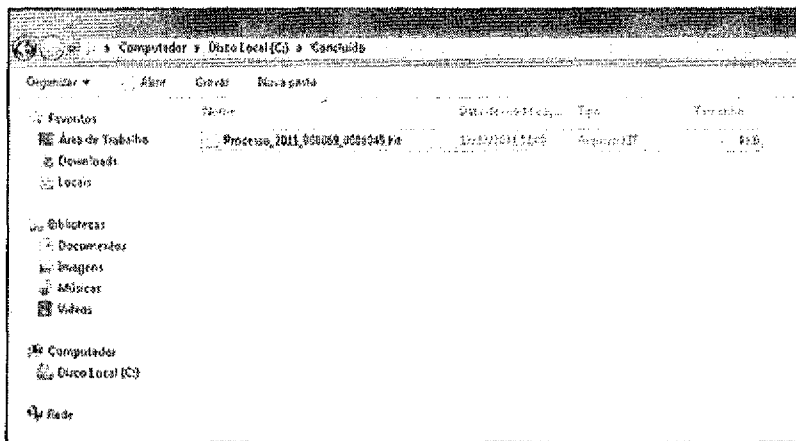 Computador Disco Local (C:) Concluido
Organizar Abrir Gravar Nova pasta
Nome Tipo Tamanho
Favoritos
Área de Trabalho
Downloads
Locais
Bibliotecas
Documentos
Imagens
Músicas
Vídeos
Computador
Disco Local (C:)
Rede